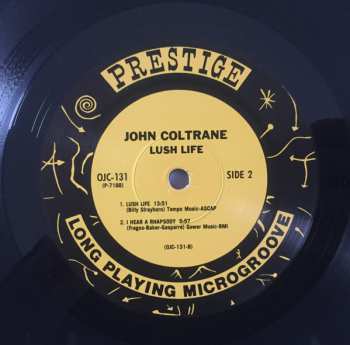 PRESTIGE
JOHN COLTRANE
LUSH LIFE
OJC-131
(P-7188)
SIDE 2
1. LUSH LIFE 13:51
(Billy Strayhorn) Tempo Music-ASCAP
2. I HEAR A RHAPSODY 5:57
(Fragos-Baker-Gasparre) Gower Music-BMI
(OJC-131-B)
LONG PLAYING MICROGROOVE